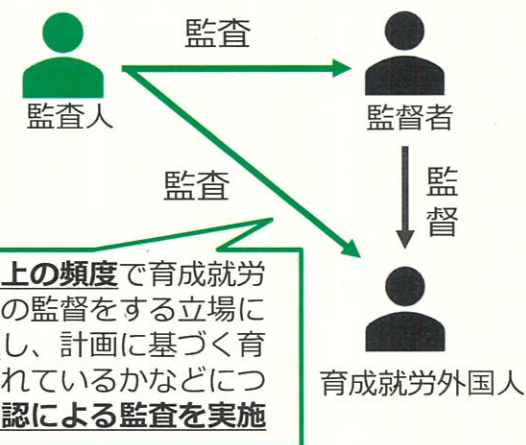 監査
監査人
監督者
監査
監督
上の頻度で育成就労
の監督をする立場に
し、計画に基づく育
れているかなどにつ
認による監査を実施
育成就労外国人